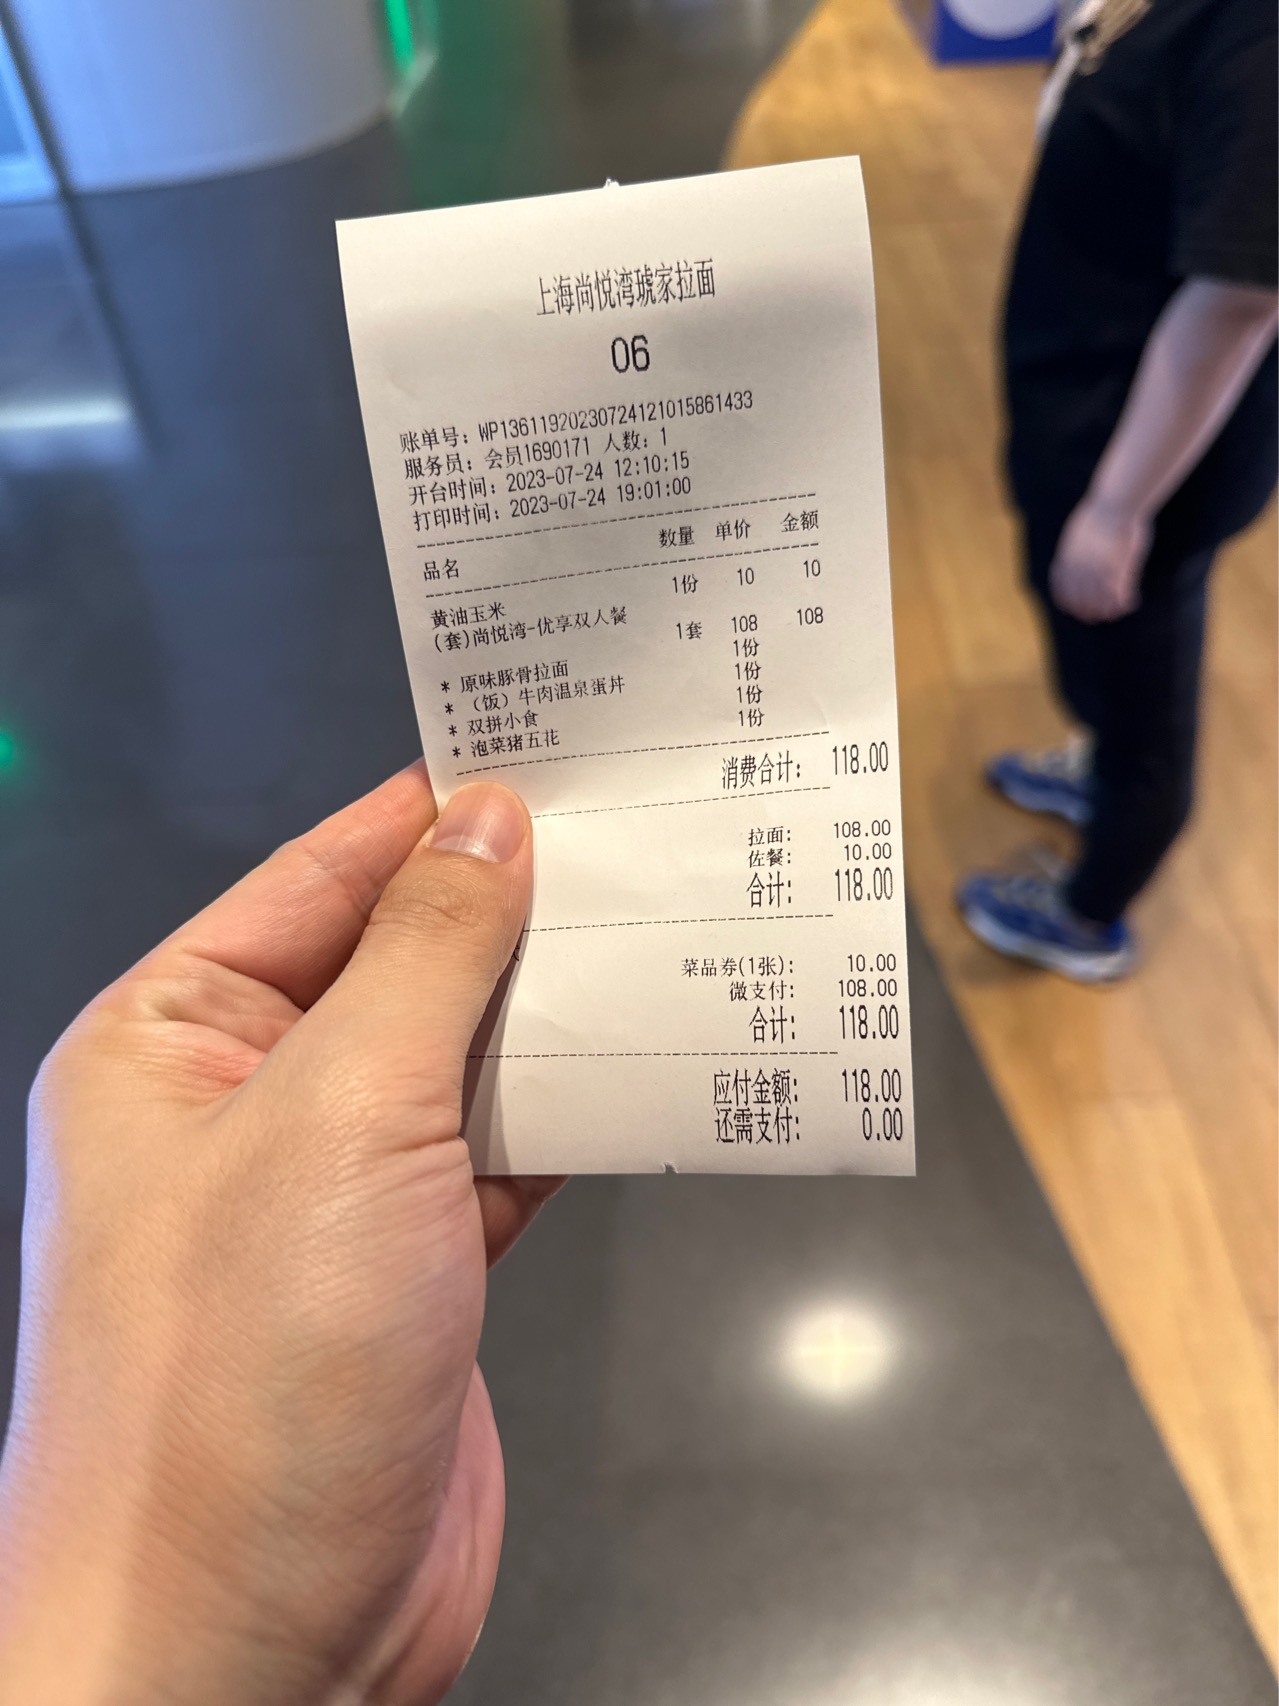 上海尚悦湾琥家拉面
06
账单号: WP13611920230724121015861433
服务员: 会员1690171 人数: 1
开台时间: 2023-07-24 12:10:15
打印时间: 2023-07-24 19:01:00
品名 数量 单价 金额
黄油玉米 1份 10 10
(套)尚悦湾-优享双人餐 1套 108 108
* 原味豚骨拉面 1份
* (饭) 牛肉温泉蛋丼 1份
* 双拼小食 1份
* 泡菜猪五花 1份
消费合计: 118.00
拉面: 108.00
佐餐: 10.00
合计: 118.00
菜品券(1张): 10.00
微支付: 108.00
合计: 118.00
应付金额: 118.00
还需支付: 0.00